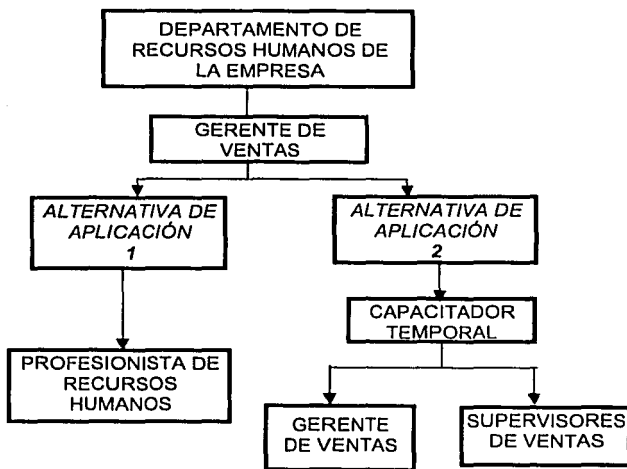 DEPARTAMENTO DE
RECURSOS HUMANOS DE
LA EMPRESA
GERENTE DE
VENTAS
ALTERNATIVA DE
APLICACIÓN
1
ALTERNATIVA DE
APLICACIÓN
2
CAPACITADOR
TEMPORAL
PROFESIONISTA DE
RECURSOS
HUMANOS
GERENTE
DE VENTAS
SUPERVISORES
DE VENTAS